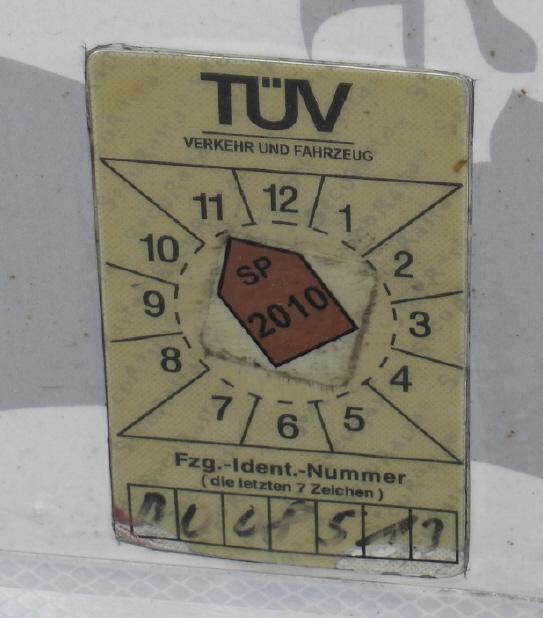 TÜV
VERKEHR UND FAHRZEUG
11 12 1
10 2
9 3
8 4
7 6 5
SP
2010
Fzg.-Ident.-Nummer
(die letzten 7 Zeichen)